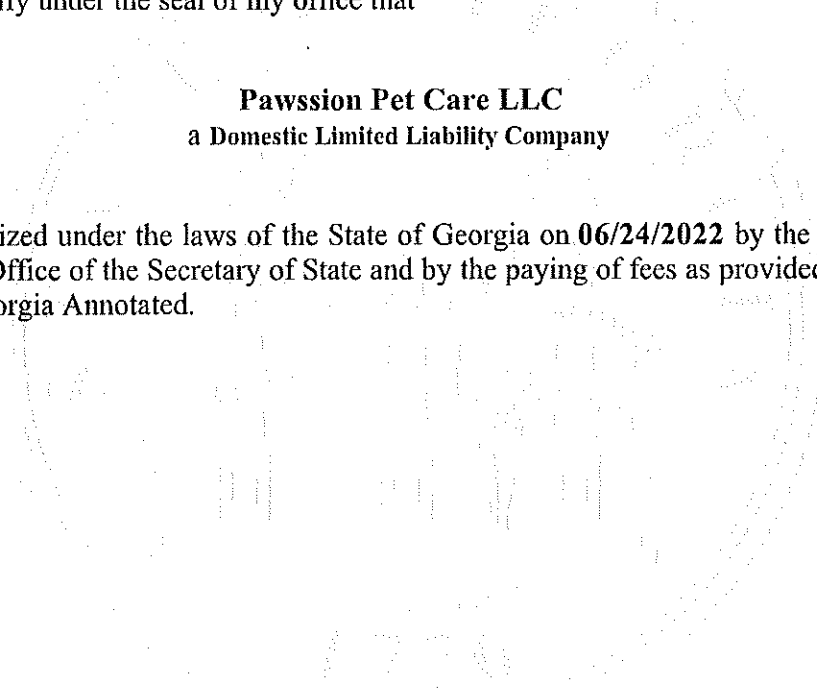 under the seal of my office that
Pawssion Pet Care LLC
a Domestic Limited Liability Company
ized under the laws of the State of Georgia on 06/24/2022 by the
Office of the Secretary of State and by the paying of fees as provided
orgia Annotated.